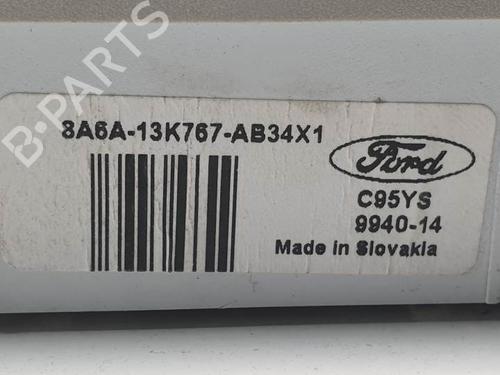 B-PARTS
8A6A-13K767-AB34X1
Ford
C95YS
9940-14
Made in Slovakia